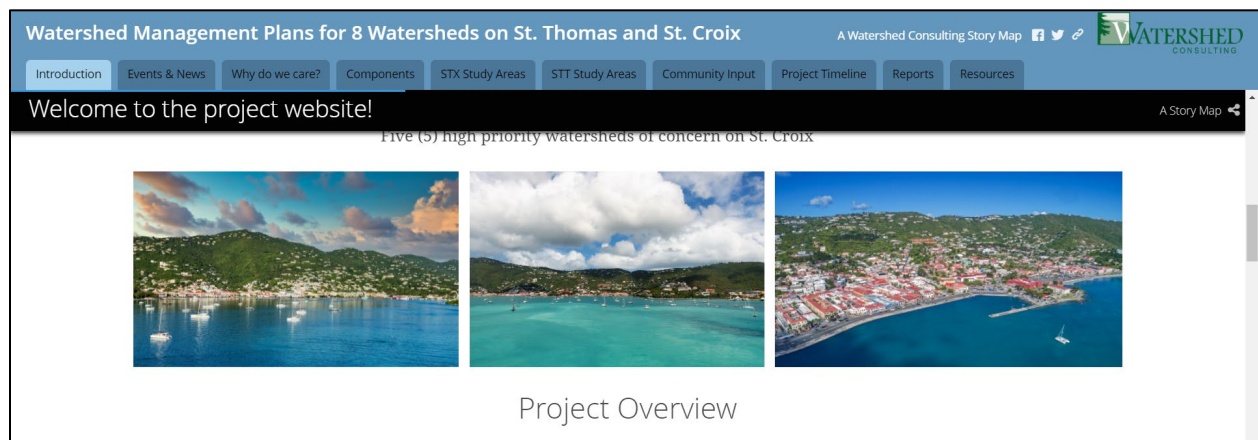 Watershed Management Plans for 8 Watersheds on St. Thomas and St. Croix
A Watershed Consulting Story Map
WATERSHED
CONSULTING
Introduction
Events & News
Why do we care?
Components
STX Study Areas
STT Study Areas
Community Input
Project Timeline
Reports
Resources
Welcome to the project website!
A Story Map
Five (5) high priority watersheds of concern on St. Croix
Project Overview